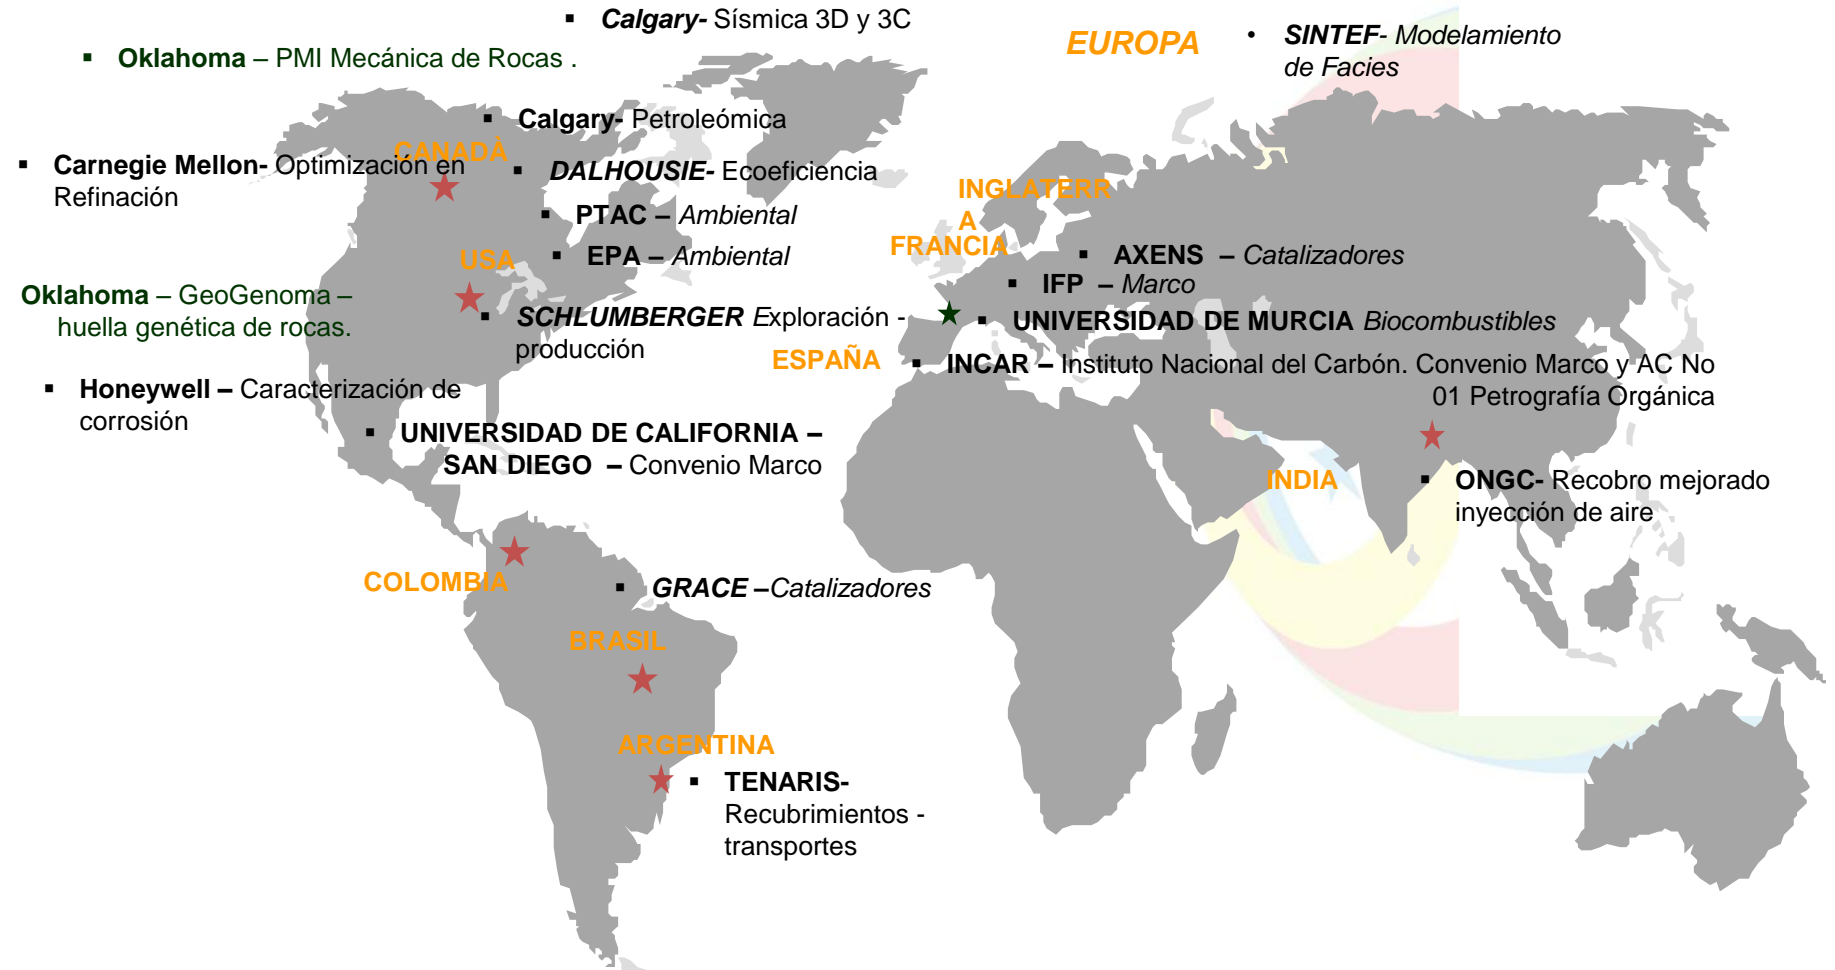 ▪ Calgary- Sísmica 3D y 3C
EUROPA
• SINTEF- Modelamiento
de Facies
▪ Oklahoma – PMI Mecánica de Rocas .
▪ Calgary- Petroleómica
CANADÁ
▪ Carnegie Mellon- Optimización en
Refinación
▪ DALHOUSIE- Ecoeficiencia
INGLATERR
A
▪ PTAC – Ambiental
FRANCIA
▪ EPA – Ambiental
USA
▪ AXENS – Catalizadores
▪ IFP – Marco
Oklahoma – GeoGenoma –
huella genética de rocas.
▪ SCHLUMBERGER Exploración -
producción
▪ UNIVERSIDAD DE MURCIA Biocombustibles
ESPAÑA
▪ INCAR – Instituto Nacional del Carbón. Convenio Marco y AC No
01 Petrografía Orgánica
▪ Honeywell – Caracterización de
corrosión
▪ UNIVERSIDAD DE CALIFORNIA –
SAN DIEGO – Convenio Marco
INDIA
▪ ONGC- Recobro mejorado
inyección de aire
COLOMBIA
▪ GRACE –Catalizadores
BRASIL
ARGENTINA
▪ TENARIS-
Recubrimientos -
transportes